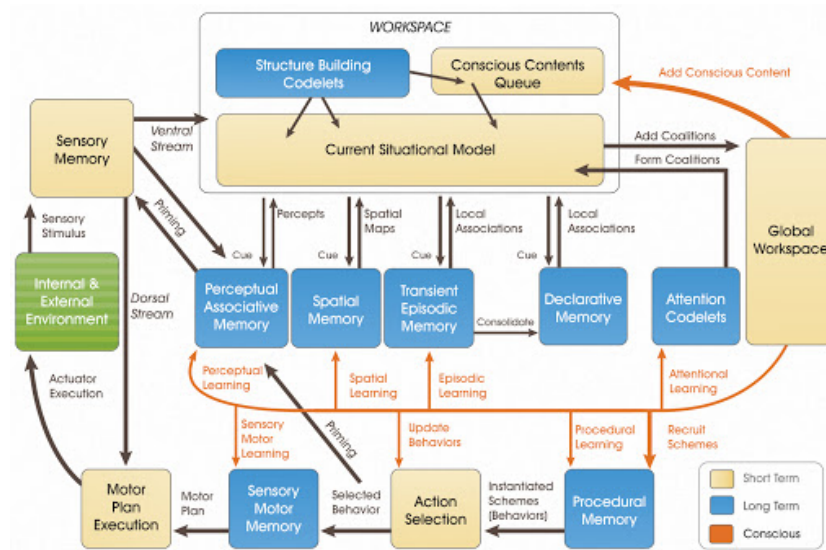 WORKSPACE
Structure Building
Codelets
Conscious Contents
Queue
Add Conscious Content
Sensory
Memory
Ventral
Stream
Current Situational Model
Add Coalitions
Form Coalitions
Global
Workspace
Sensory
Stimulus
Priming
Cue
Percepts
Cue
Spatial
Maps
Cue
Local
Associations
Cue
Local
Associations
Internal &
External
Environment
Dorsal
Stream
Perceptual
Associative
Memory
Spatial
Memory
Transient
Episodic
Memory
Consolidate
Declarative
Memory
Attention
Codelets
Actuator
Execution
Perceptual
Learning
Spatial
Learning
Episodic
Learning
Attentional
Learning
Sensory
Motor
Learning
Priming
Update
Behaviors
Procedural
Learning
Recruit
Schemes
Motor
Plan
Execution
Motor
Plan
Sensory
Motor
Memory
Selected
Behavior
Action
Selection
Instantiated
Schemes
[Behaviors]
Procedural
Memory
Short Term
Long Term
Conscious